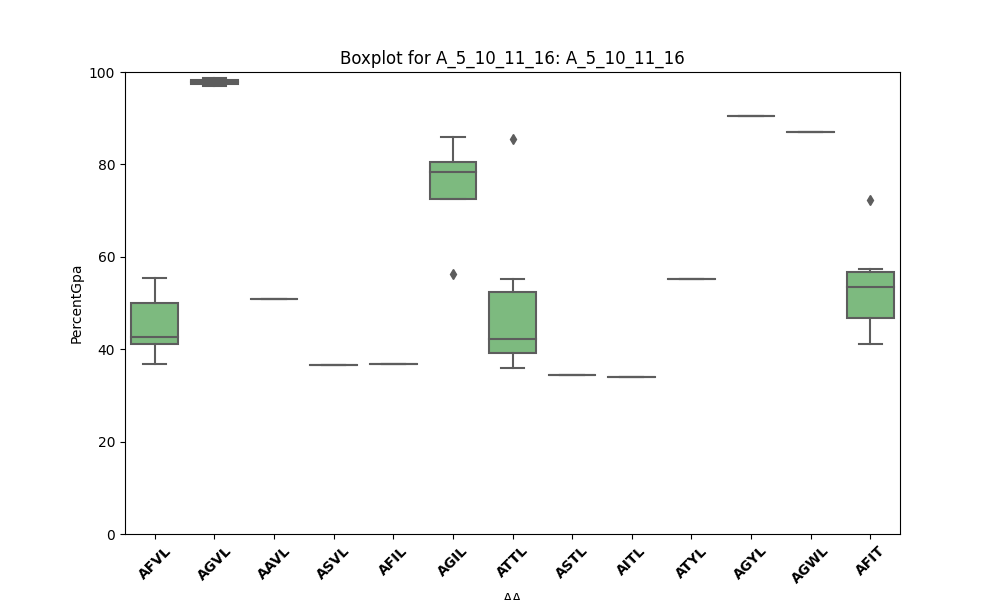 Boxplot for A_5_10_11_16: A_5_10_11_16
100
80
60
40
20
0
PercentGpa
AFVL AGVL AAVL ASVL AFIL AGIL ATTL ASTL AITL ATYL AGYL AGWL AFIT
AA